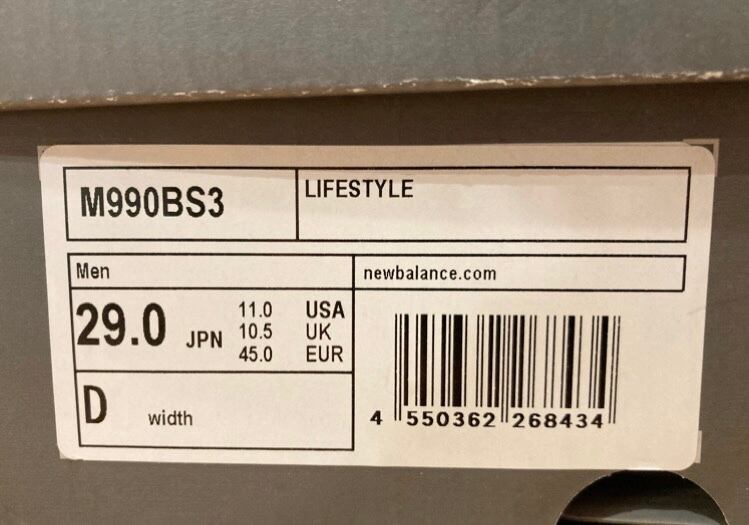 M990BS3
LIFESTYLE
Men
newbalance.com
29.0 JPN
11.0 USA
10.5 UK
45.0 EUR
D width
4 550362 268434